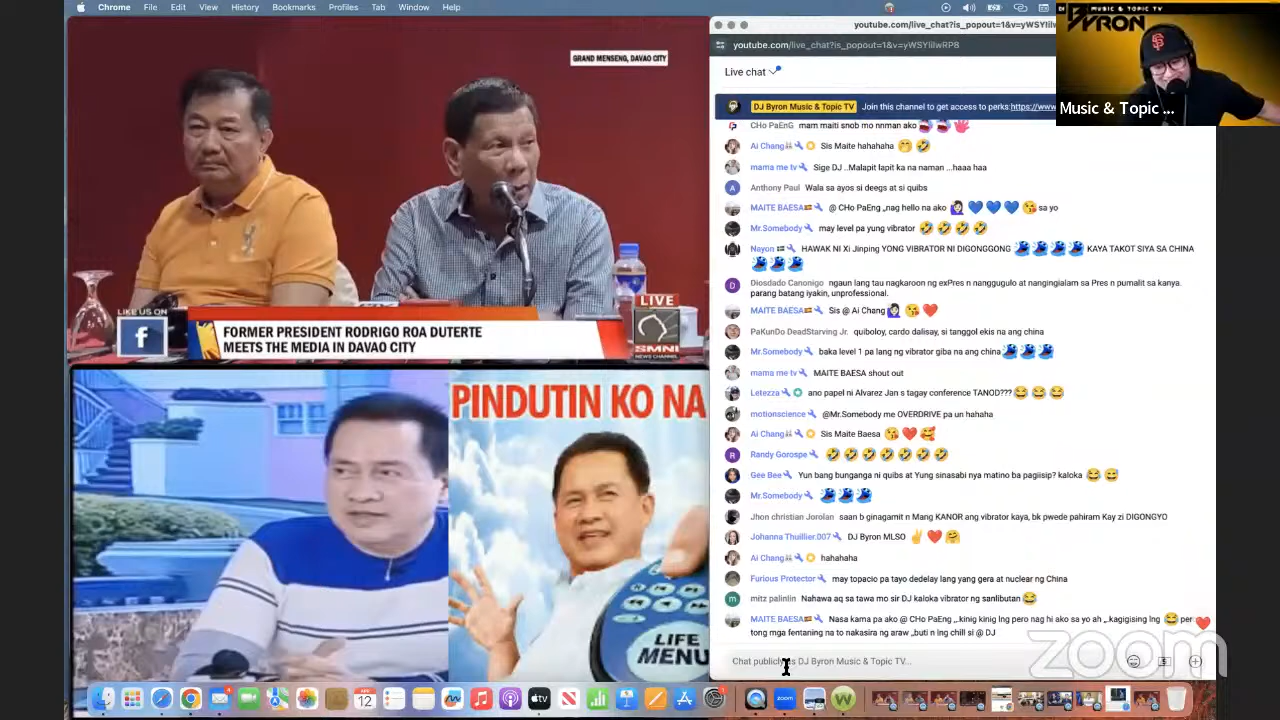 Chrome File Edit View History Bookmarks Profiles Tab Window Help
GRAND MENSENG, DAVAO CITY
LIKE US ON
f
FORMER PRESIDENT RODRIGO ROA DUTERTE
MEETS THE MEDIA IN DAVAO CITY
LIVE
SMNI
NEWS CHANNEL
PINDUTIN KO NA
LIFE
MENU
youtube.com/live_chat?is_popout=1&v=yWSYlilwRP8
Live chat
DJ Byron Music & Topic TV Join this channel to get access to perks:https://www
CHo PaEnG mam maiti snob mo nnman ako
Ai Chang Sis Maite hahahaha 🤭🤣
mama me tv Sige DJ ..Malapit lapit ka na naman ...haaa haa
A Anthony Paul Wala sa ayos si deegs at si quibs
MAITE BAESA @ CHo PaEng ,,nag hello na ako 🙋🏻‍♀️💙💙💙😘 sa yo
Mr.Somebody may level pa yung vibrator 🤣🤣🤣🤣
Nayon HAWAK NI Xi Jinping YONG VIBRATOR NI DIGONGGONG KAYA TAKOT SIYA SA CHINA
D Diosdado Canonigo ngaun lang tau nagkaroon ng exPres n nanggugulo at nangingialam sa Pres n pumalit sa kanya.
parang batang iyakin, unprofessional.
MAITE BAESA Sis @ Ai Chang 🙋🏻‍♀️😘❤️
PaKunDo DeadStarving Jr. quiboloy, cardo dalisay, si tanggol ekis na ang china
Mr.Somebody baka level 1 pa lang ng vibrator giba na ang china
mama me tv MAITE BAESA shout out
Letezza ano papel ni Alvarez Jan s tagay conference TANOD??? 😂😂😂
motionscience @Mr.Somebody me OVERDRIVE pa un hahaha
Ai Chang Sis Maite Baesa 😘❤️🥰
R Randy Gorospe 🤣🤣🤣🤣🤣🤣🤣
Gee Bee Yun bang bunganga ni quibs at Yung sinasabi nya matino ba pagiisip? kaloka 😂😅
Mr.Somebody
Jhon christian Jorolan saan b ginagamit n Mang KANOR ang vibrator kaya, bk pwede pahiram Kay zi DIGONGYO
Johanna Thuillier.007 DJ Byron MLSO ✌️❤️🤗
Ai Chang hahahaha
Furious Protector may topacio pa tayo dedelay lang yang gera at nuclear ng China
m mitz palinlin Nahawa aq sa tawa mo sir DJ kaloka vibrator ng sanlibutan 😂
MAITE BAESA Nasa kama pa ako @ CHo PaEng ,.kinig kinig lng pero nag hi ako sa yo ah ,.kagigising lng 😂 per
tong mga fentaning na to nakasira ng araw ,.buti n lng chill si @ DJ
Chat publicly as DJ Byron Music & Topic TV...
zoom
MUSIC & TOPIC TV
BYRON
SF
Music & Topic ...
APR
12
zoom
W